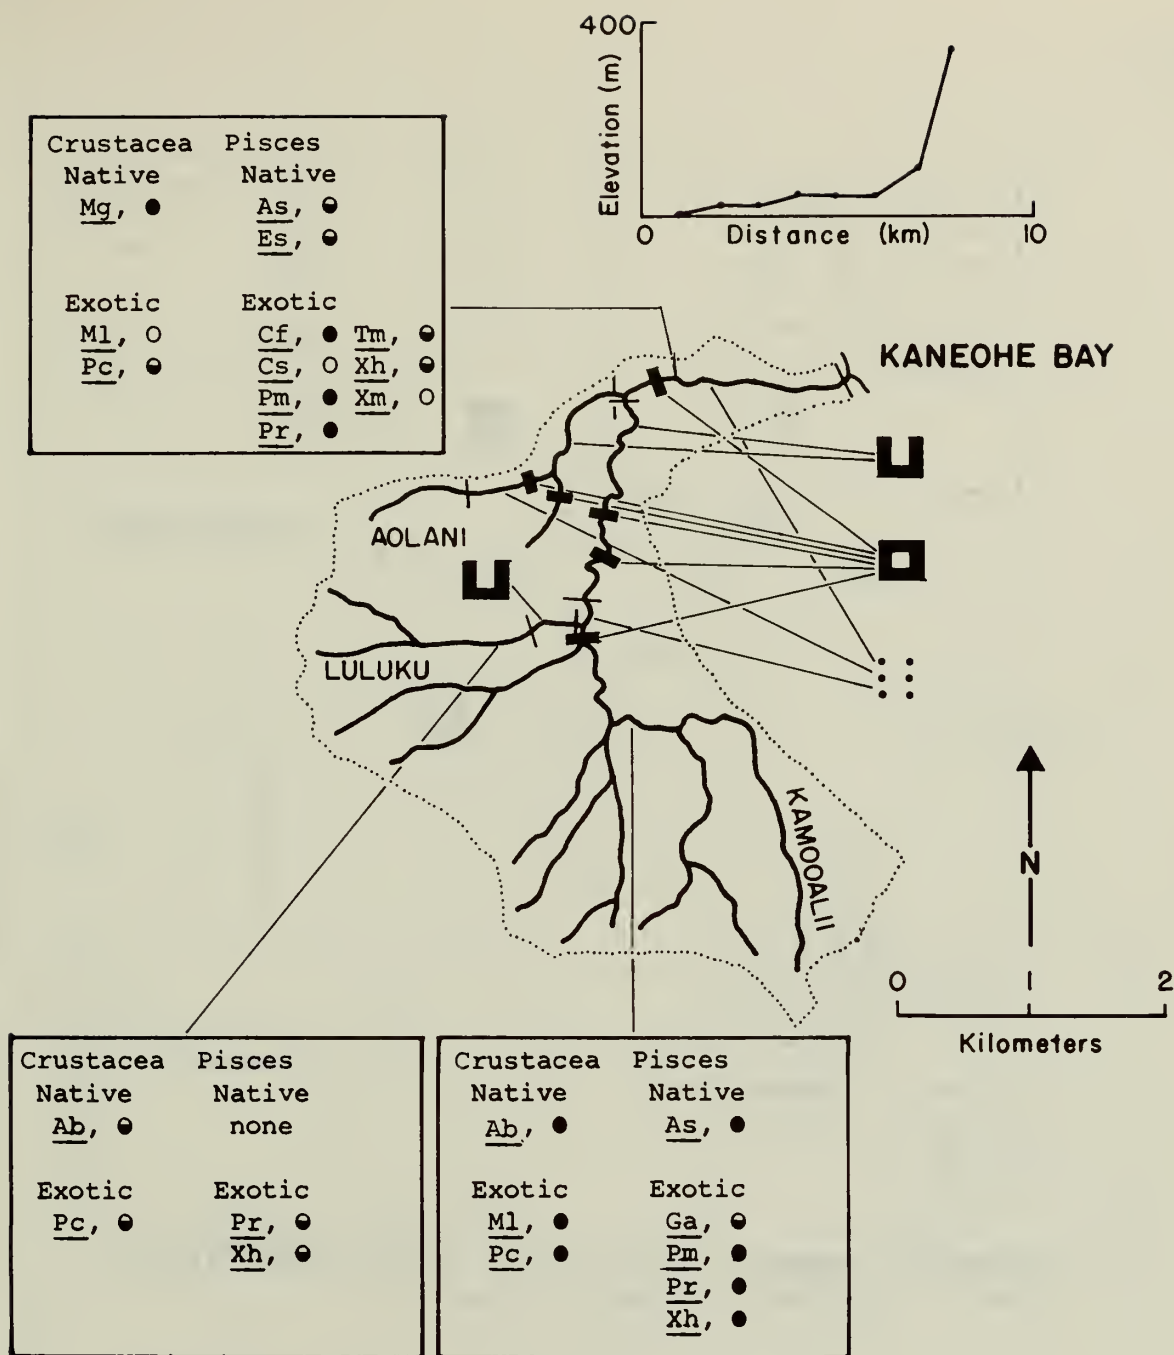 400
Elevation (m)
0 Distance (km) 10
Crustacea Pisces
Native Native
Mg, ● As, ◒
Es, ◒
Exotic Exotic
Ml, ○ Cf, ● Tm, ◒
Pc, ◒ Cs, ○ Xh, ◒
Pm, ● Xm, ○
Pr, ●
KANEOHE BAY
AOLANI
LULUKU
KAMOOALII
N
0 1 2
Kilometers
Crustacea Pisces
Native Native
Ab, ◒ none
Exotic Exotic
Pc, ◒ Pr, ◒
Xh, ◒
Crustacea Pisces
Native Native
Ab, ● As, ●
Exotic Exotic
Ml, ● Ga, ◒
Pc, ● Pm, ●
Pr, ●
Xh, ●